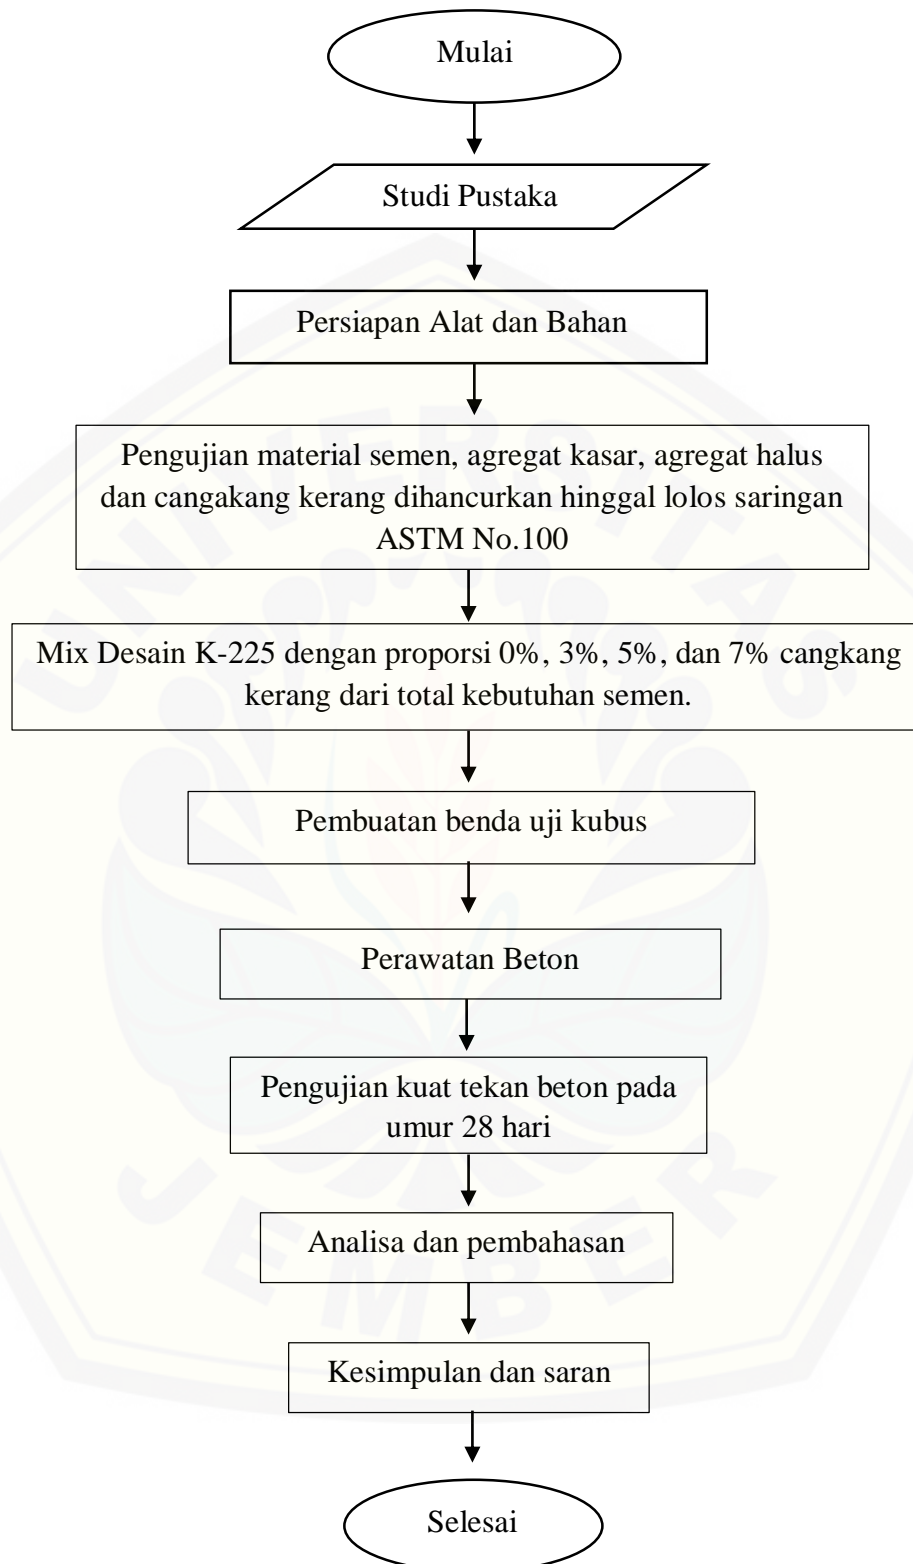 Mulai
Studi Pustaka
Persiapan Alat dan Bahan
Pengujian material semen, agregat kasar, agregat halus
dan cangakang kerang dihancurkan hinggal lolos saringan
ASTM No.100
Mix Desain K-225 dengan proporsi 0%, 3%, 5%, dan 7% cangkang
kerang dari total kebutuhan semen.
Pembuatan benda uji kubus
Perawatan Beton
Pengujian kuat tekan beton pada
umur 28 hari
Analisa dan pembahasan
Kesimpulan dan saran
Selesai
UNIVERSITAS
JEMBER